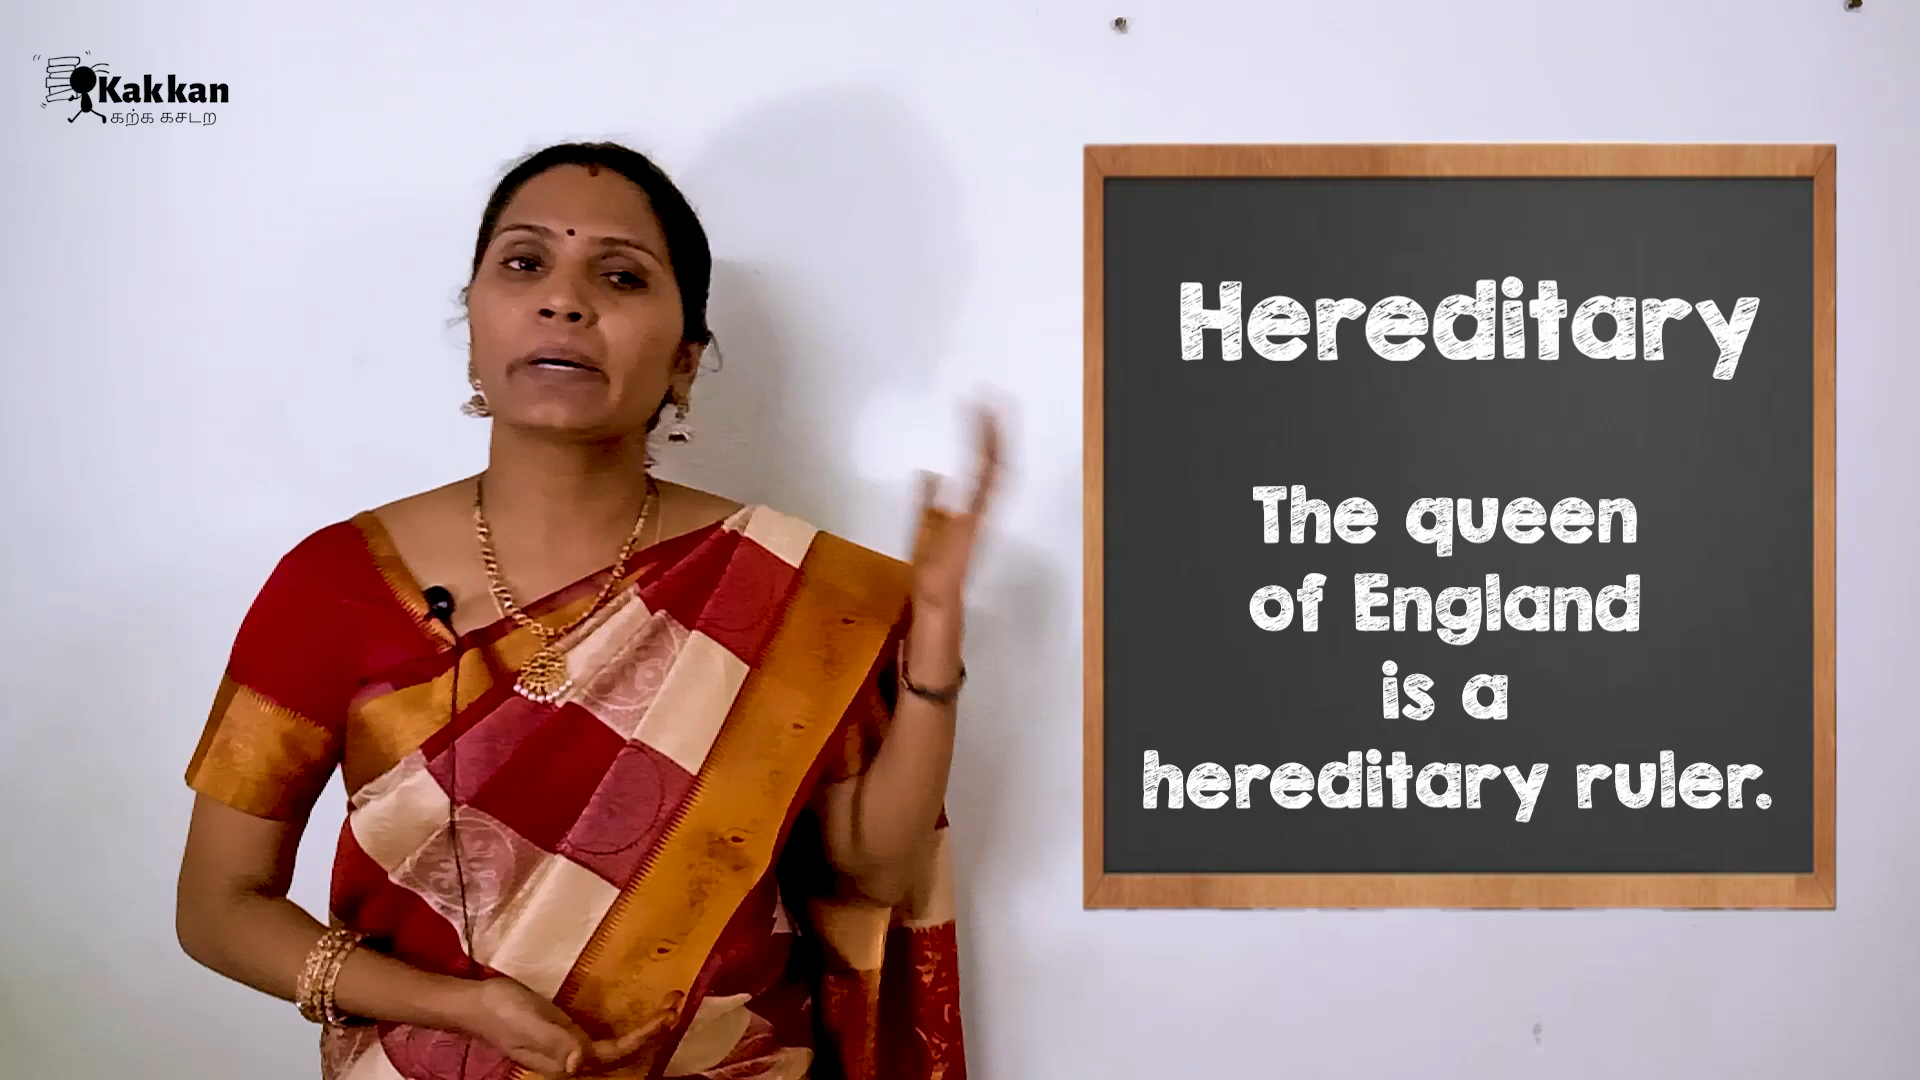 Kakkan
கற்க கசடற
Hereditary
The queen
of England
is a
hereditary ruler.